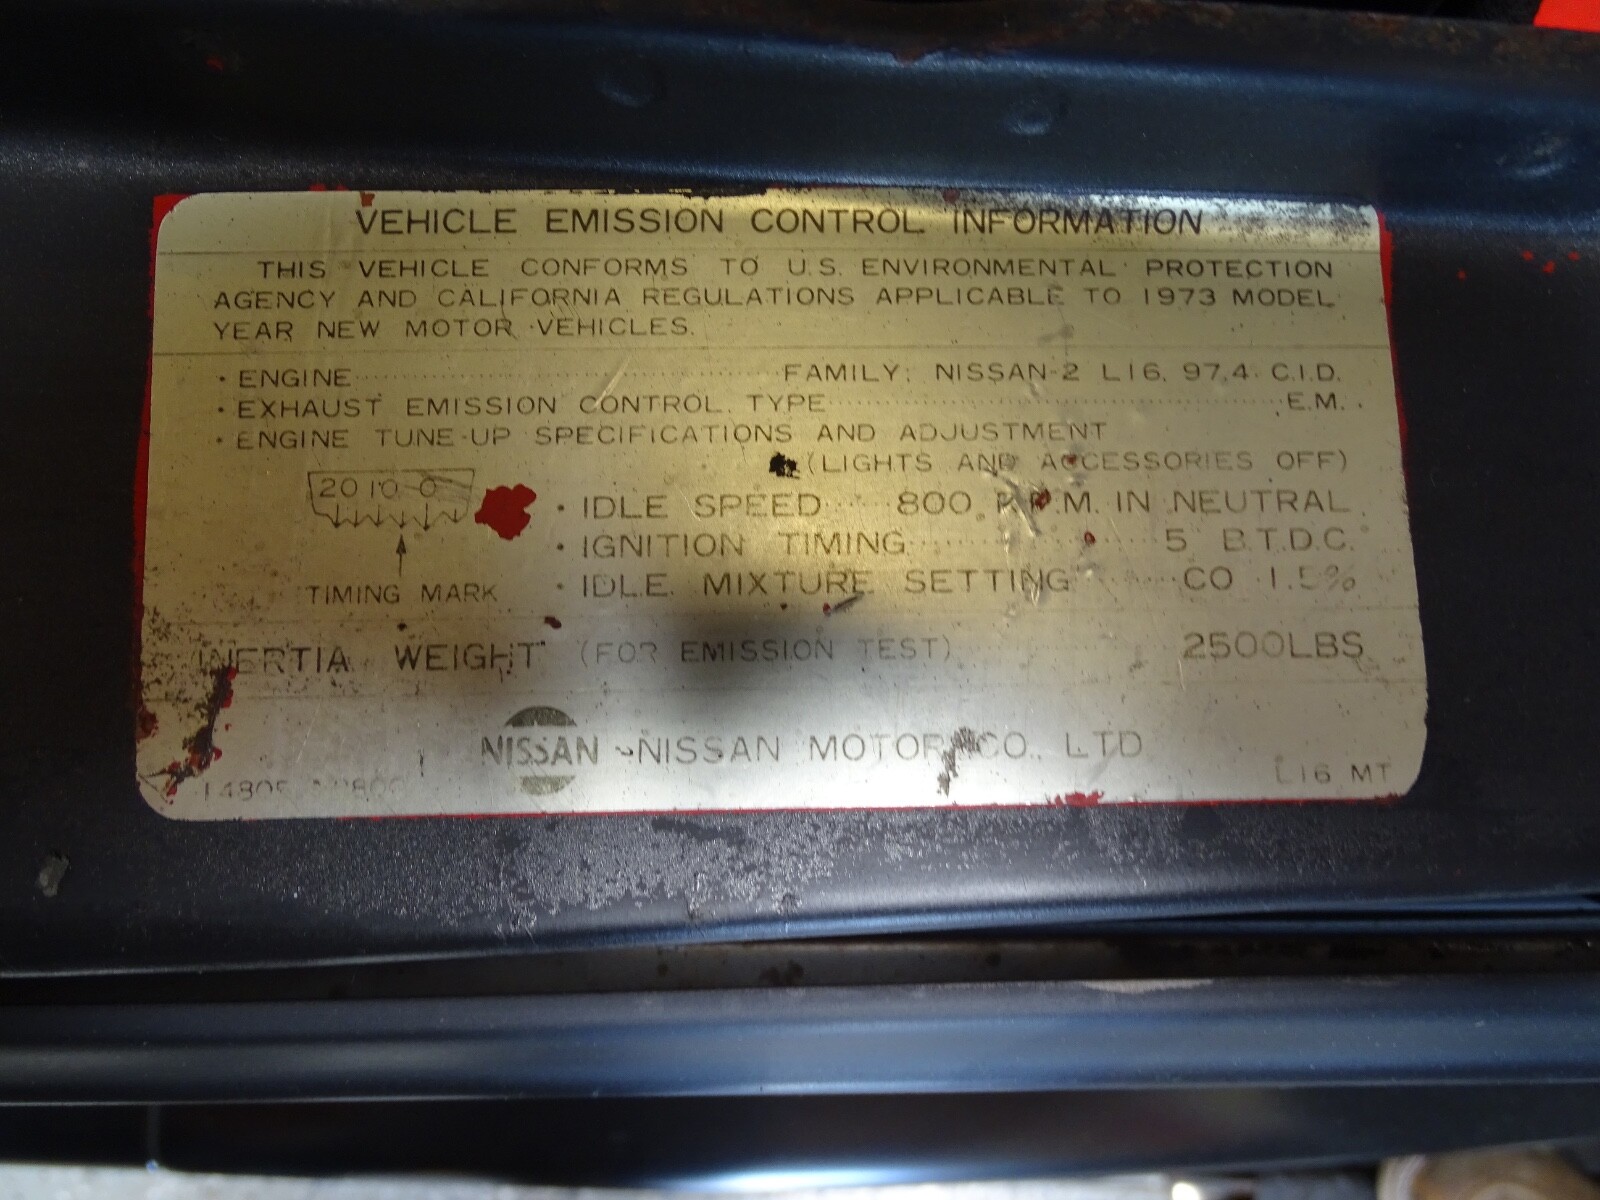 VEHICLE EMISSION CONTROL INFORMATION
THIS VEHICLE CONFORMS TO U.S. ENVIRONMENTAL PROTECTION
AGENCY AND CALIFORNIA REGULATIONS APPLICABLE TO 1973 MODEL
YEAR NEW MOTOR VEHICLES.
• ENGINE FAMILY: NISSAN-2 L16, 97.4 C.I.D.
• EXHAUST EMISSION CONTROL TYPE E.M.
• ENGINE TUNE-UP SPECIFICATIONS AND ADJUSTMENT
(LIGHTS AND ACCESSORIES OFF)
20 10 0
• IDLE SPEED 800 R.P.M. IN NEUTRAL
• IGNITION TIMING 5 B.T.D.C.
• IDLE MIXTURE SETTING CO 1.5%
TIMING MARK
INERTIA WEIGHT (FOR EMISSION TEST) 2500LBS
NISSAN NISSAN MOTOR CO., LTD
L16 MT